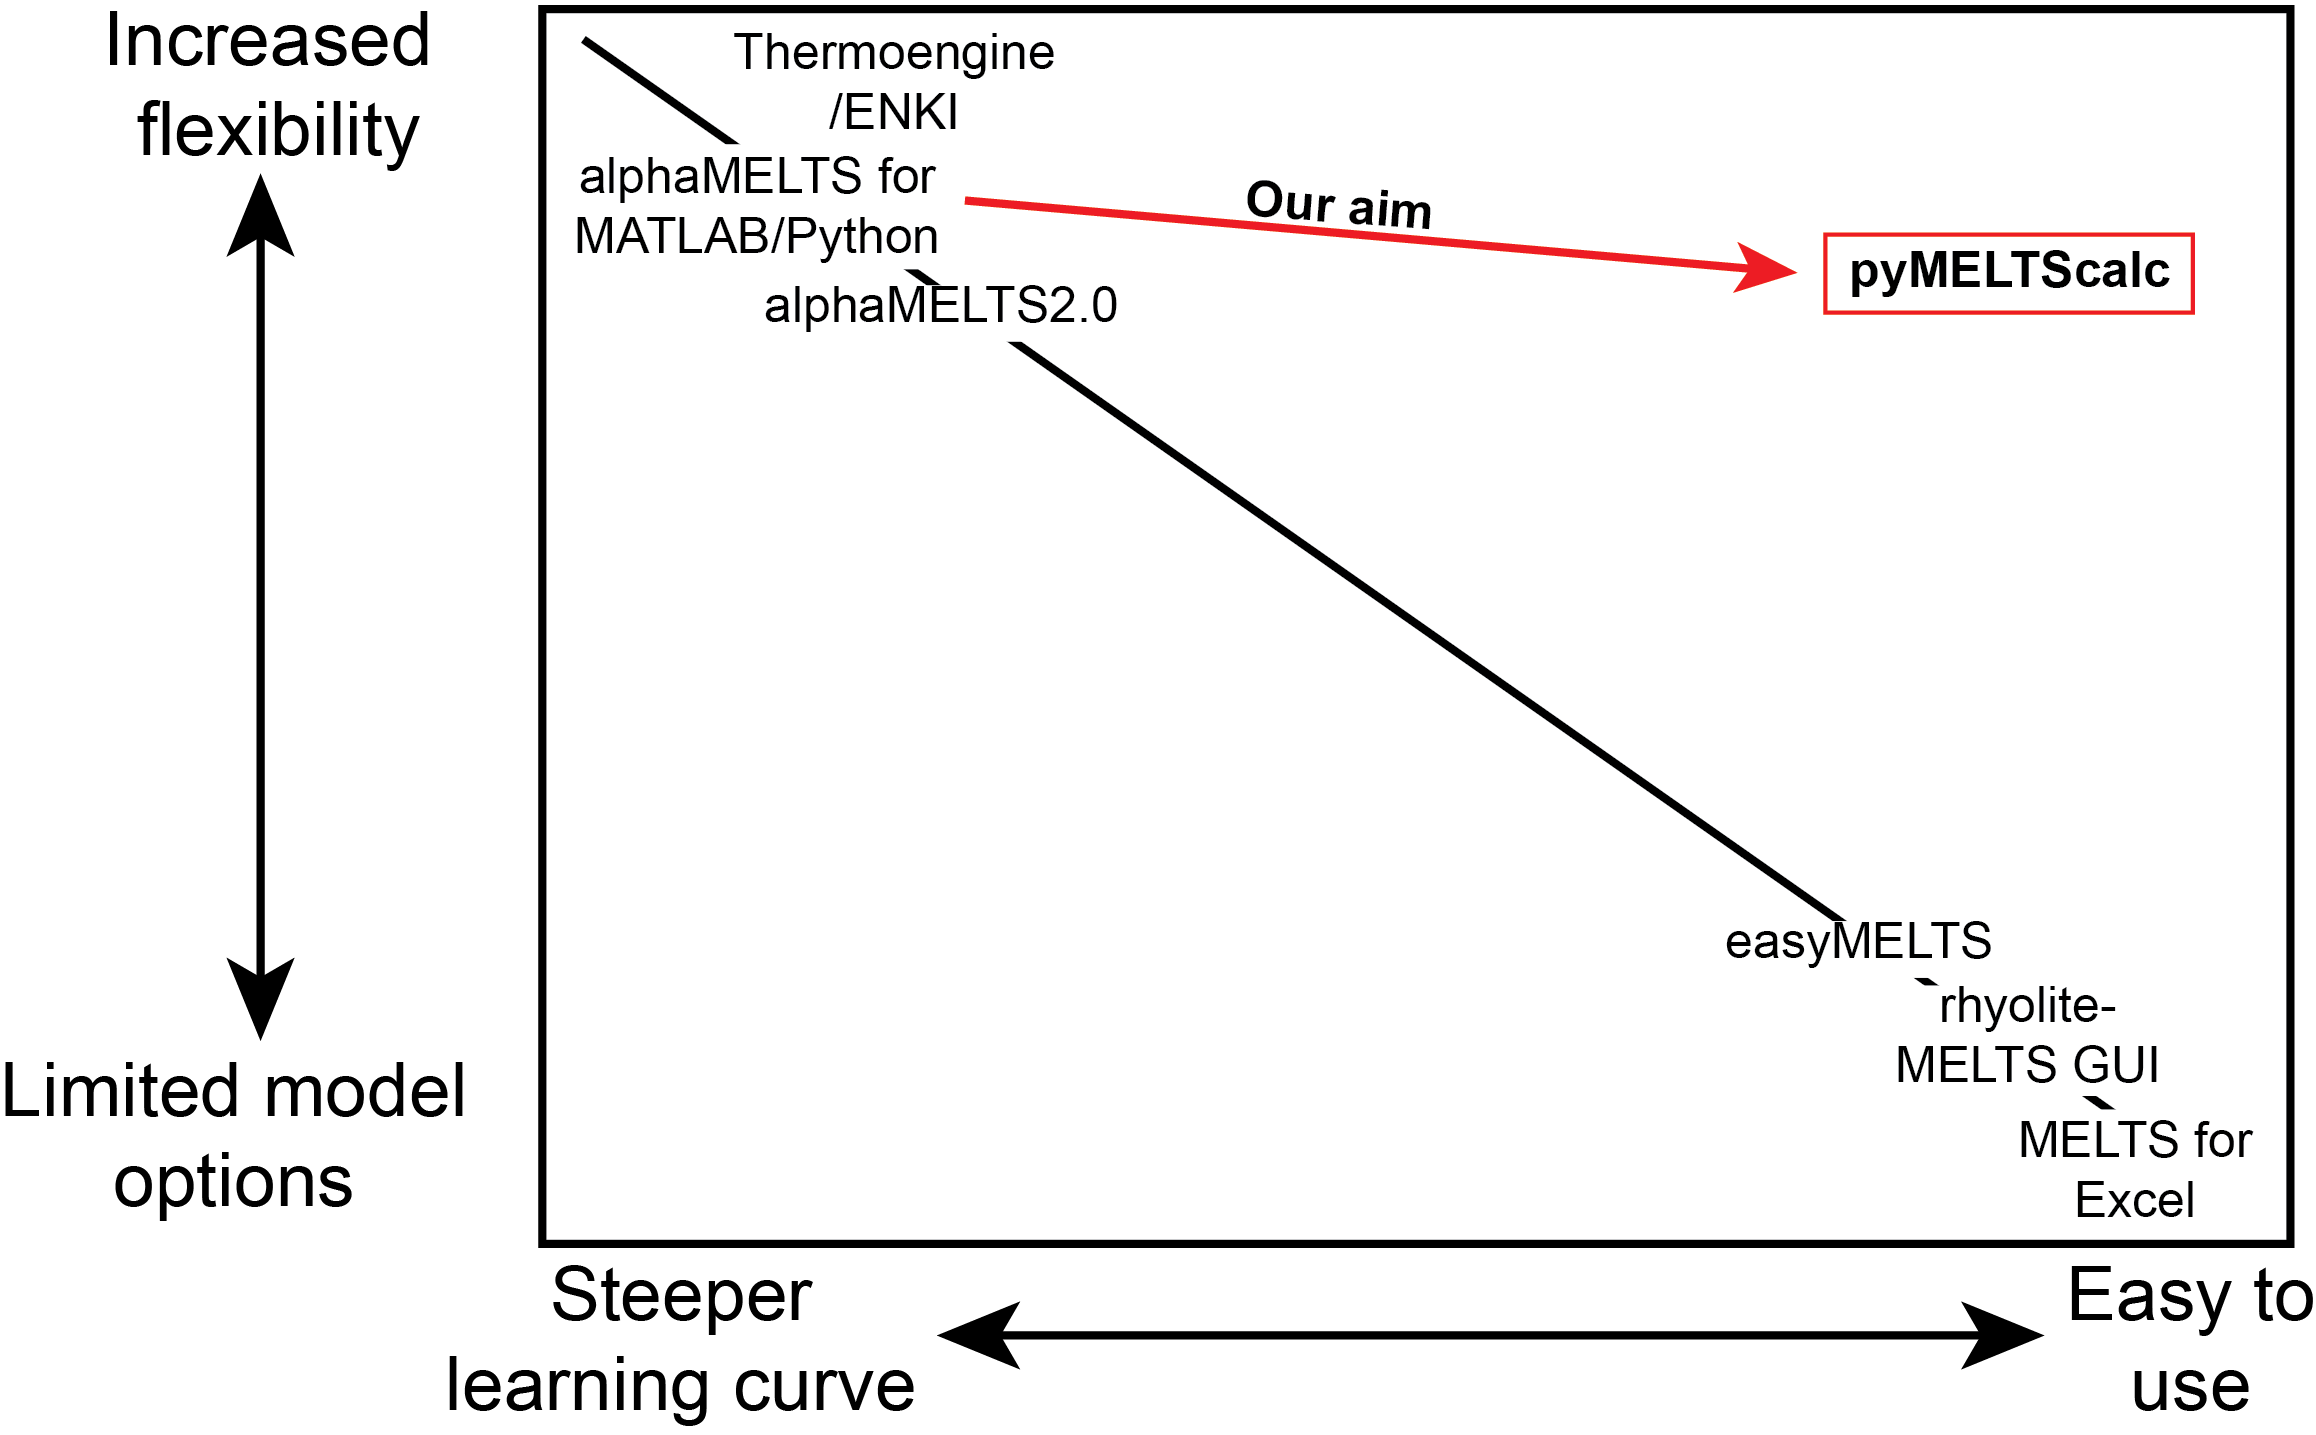 Increased
flexibility
Thermoengine
/ENKI
alphaMELTS for
MATLAB/Python
Our aim
pyMELTScalc
alphaMELTS2.0
easyMELTS
rhyolite-
MELTS GUI
MELTS for
Excel
Limited model
options
Steeper
learning curve
Easy to
use